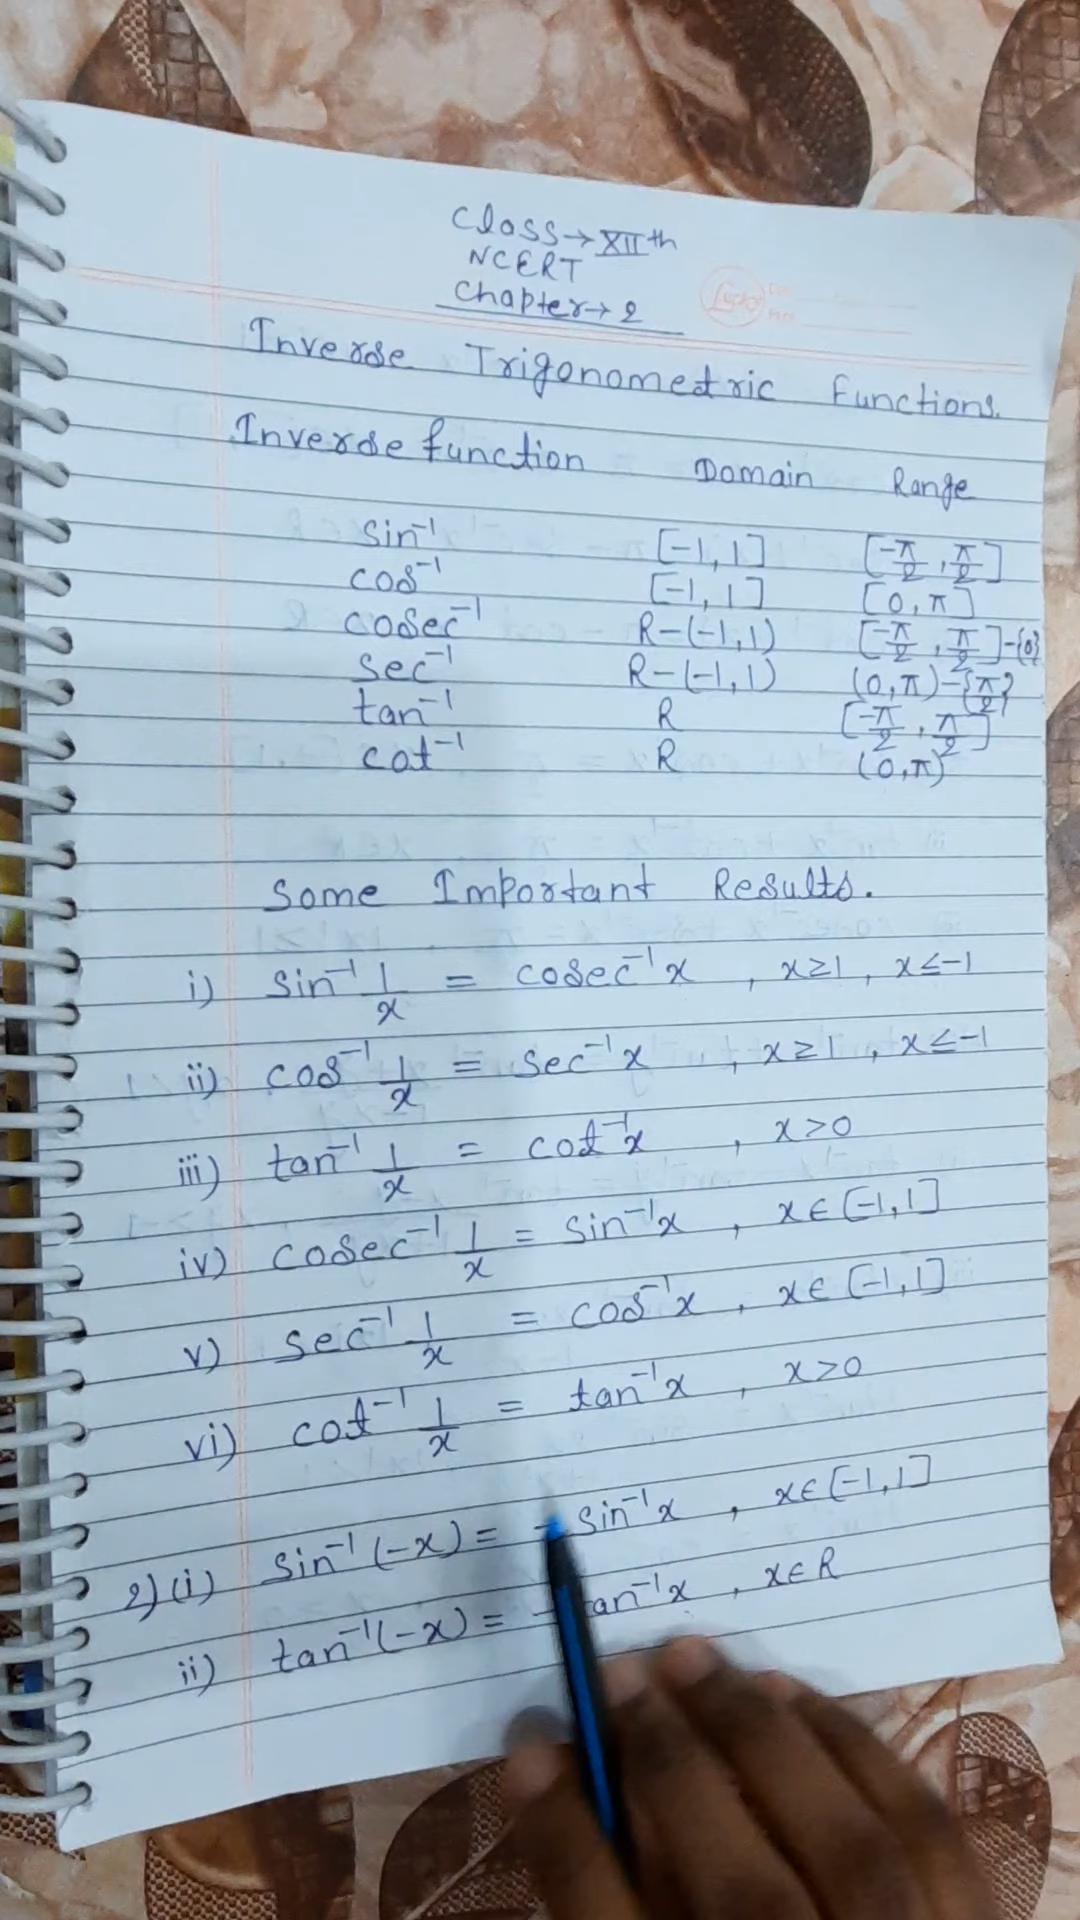 Class → XIIth
NCERT
Chapter → 2
Inverse Trigonometric Functions.
Inverse function Domain Range
sin⁻¹ [-1, 1] [-π/2, π/2]
cos⁻¹ [-1, 1] [0, π]
cosec⁻¹ R-(-1, 1) [-π/2, π/2]-{0}
sec⁻¹ R-(-1, 1) (0, π)-{π/2}
tan⁻¹ R [-π/2, π/2]
cot⁻¹ R (0, π)
Some Important Results.
i) sin⁻¹ 1/x = cosec⁻¹x , x≥1, x≤-1
ii) cos⁻¹ 1/x = sec⁻¹x , x≥1, x≤-1
iii) tan⁻¹ 1/x = cot⁻¹x , x>0
iv) cosec⁻¹ 1/x = sin⁻¹x , x∈[-1, 1]
v) sec⁻¹ 1/x = cos⁻¹x , x∈[-1, 1]
vi) cot⁻¹ 1/x = tan⁻¹x , x>0
2) (i) sin⁻¹(-x) = -sin⁻¹x , x∈[-1, 1]
ii) tan⁻¹(-x) = -tan⁻¹x , x∈R